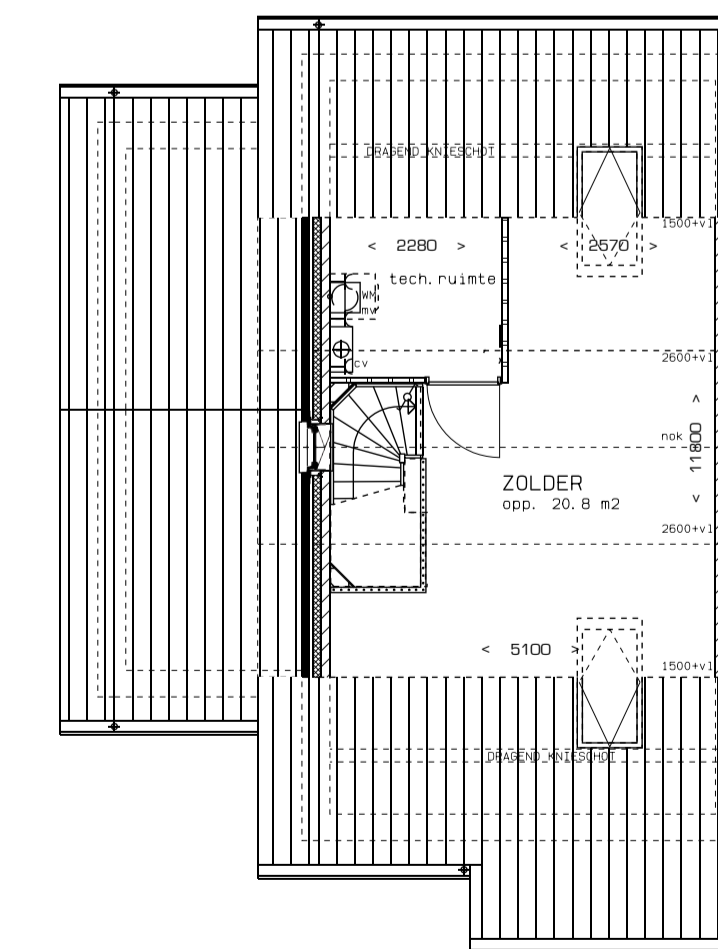 DRAGEND KNIESCHOT
1500+vl
< 2280 >
< 2570 >
tech.ruimte
WM
mv
2600+vl
cv
nok
< 11800 >
ZOLDER
opp. 20.8 m2
2600+vl
< 5100 >
1500+vl
DRAGEND KNIESCHOT